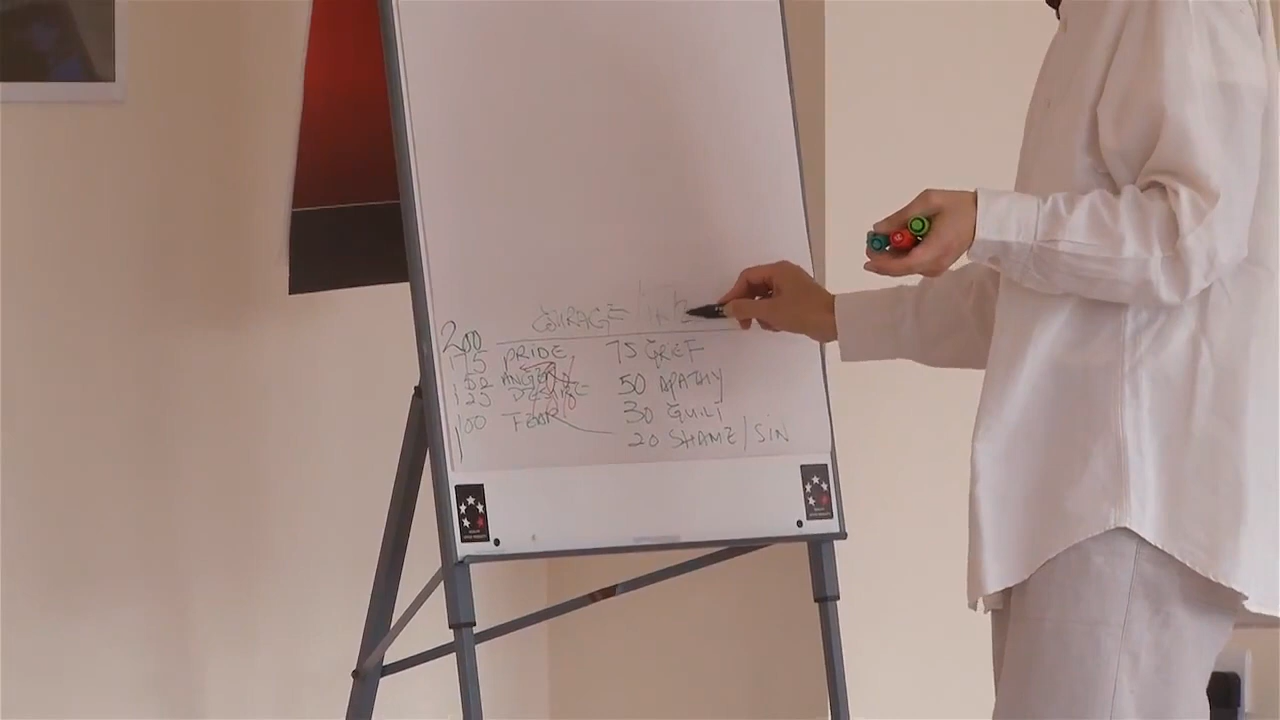 200 COURAGE /
175 PRIDE 75 GRIEF
150 ANGER 50 APATHY
125 DESIRE 30 GUILT
100 FEAR 20 SHAME/SIN